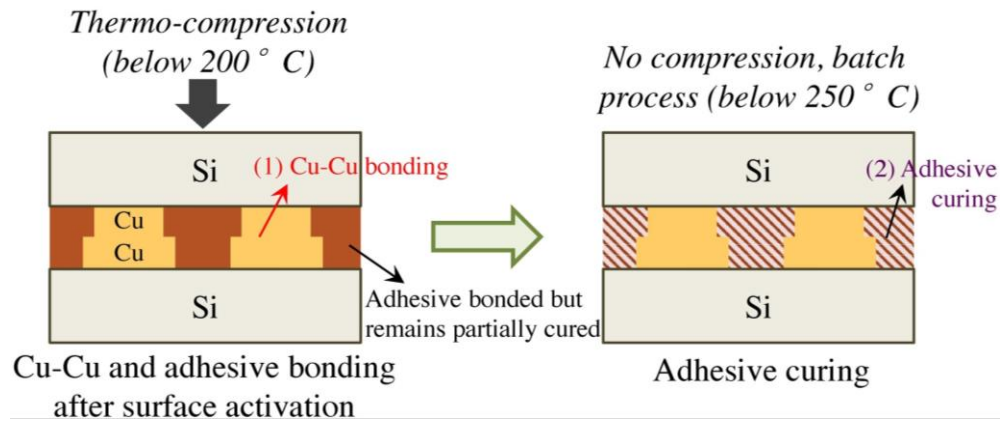 Thermo-compression
(below 200° C)
Si
(1) Cu-Cu bonding
Cu
Cu
Adhesive bonded but
remains partially cured
Si
Cu-Cu and adhesive bonding
after surface activation
No compression, batch
process (below 250° C)
Si
(2) Adhesive
curing
Si
Adhesive curing